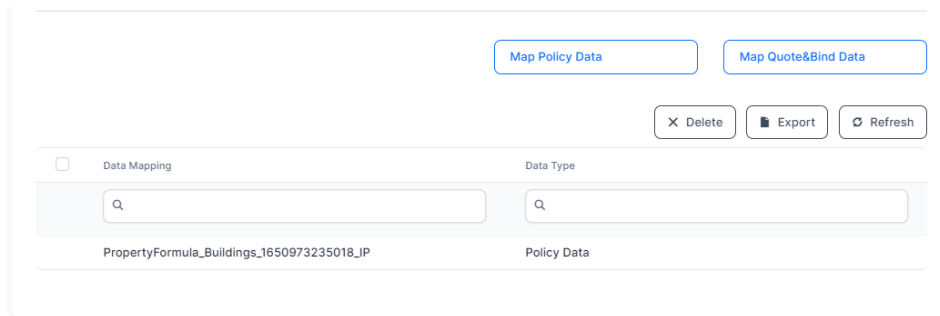 Map Policy Data
Map Quote&Bind Data
Delete
Export
Refresh
Data Mapping
Data Type
PropertyFormula_Buildings_1650973235018_IP
Policy Data